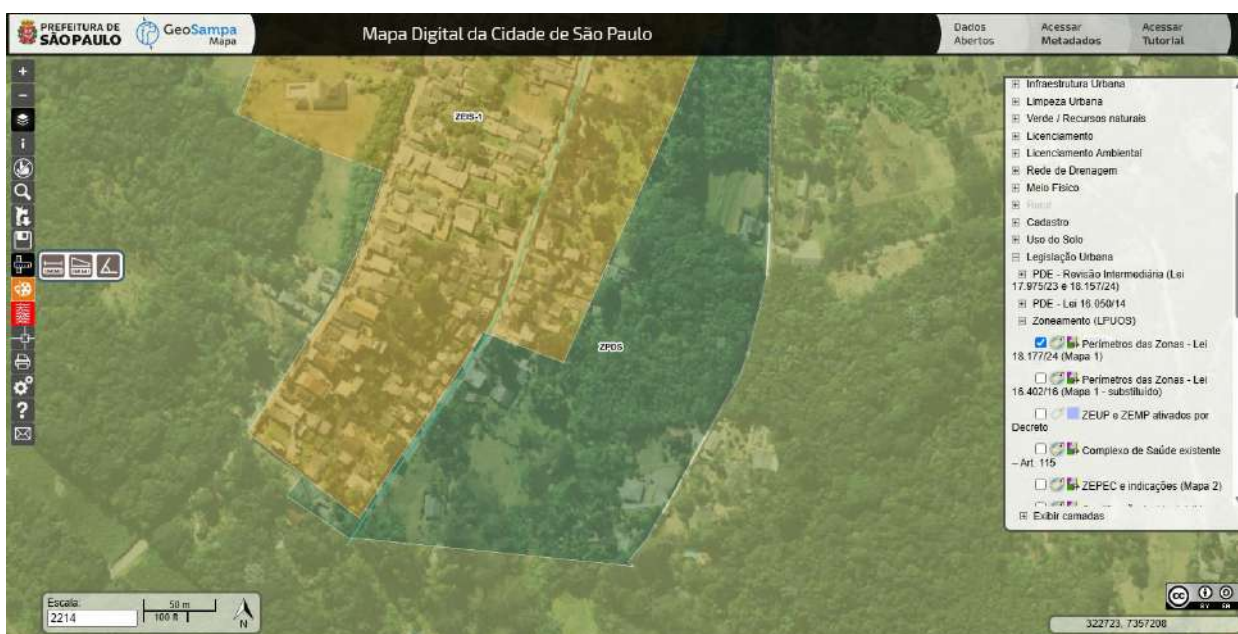 PREFEITURA DE
SÃO PAULO
GeoSampa
Mapa
Mapa Digital da Cidade de São Paulo
Dados
Abertos
Acessar
Metadados
Acessar
Tutorial
+
-
i
?
ZEIS-1
ZPDS
Infraestrutura Urbana
Limpeza Urbana
Verde / Recursos naturais
Licenciamento
Licenciamento Ambiental
Rede de Drenagem
Meio Físico
Rural
Cadastro
Uso do Solo
Legislação Urbana
PDE - Revisão Intermediária (Lei
17.975/23 e 18.157/24)
PDE - Lei 16.050/14
Zoneamento (LPUOS)
Perímetros das Zonas - Lei
18.177/24 (Mapa 1)
Perímetros das Zonas - Lei
16.402/16 (Mapa 1 - substituído)
ZEUP e ZEMP ativados por
Decreto
Complexo de Saúde existente
– Art. 115
ZEPEC e indicações (Mapa 2)
Exibir camadas
Escala:
2214
50 m
100 ft
N
cc
BY
322723, 7357208